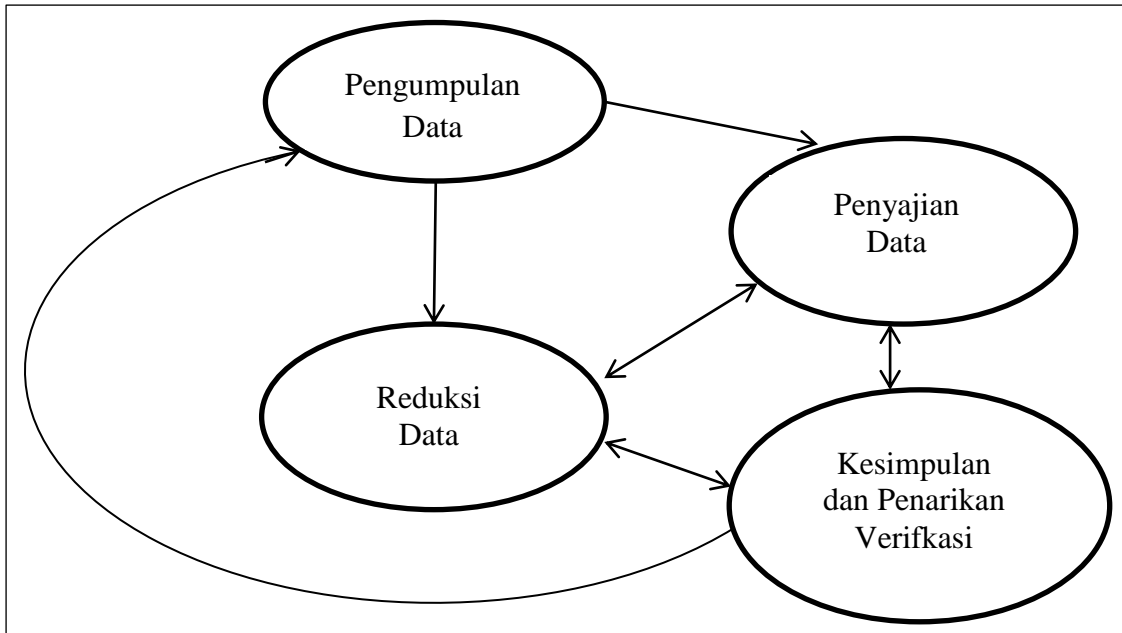 Pengumpulan
Data
Penyajian
Data
Reduksi
Data
Kesimpulan
dan Penarikan
Verifkasi